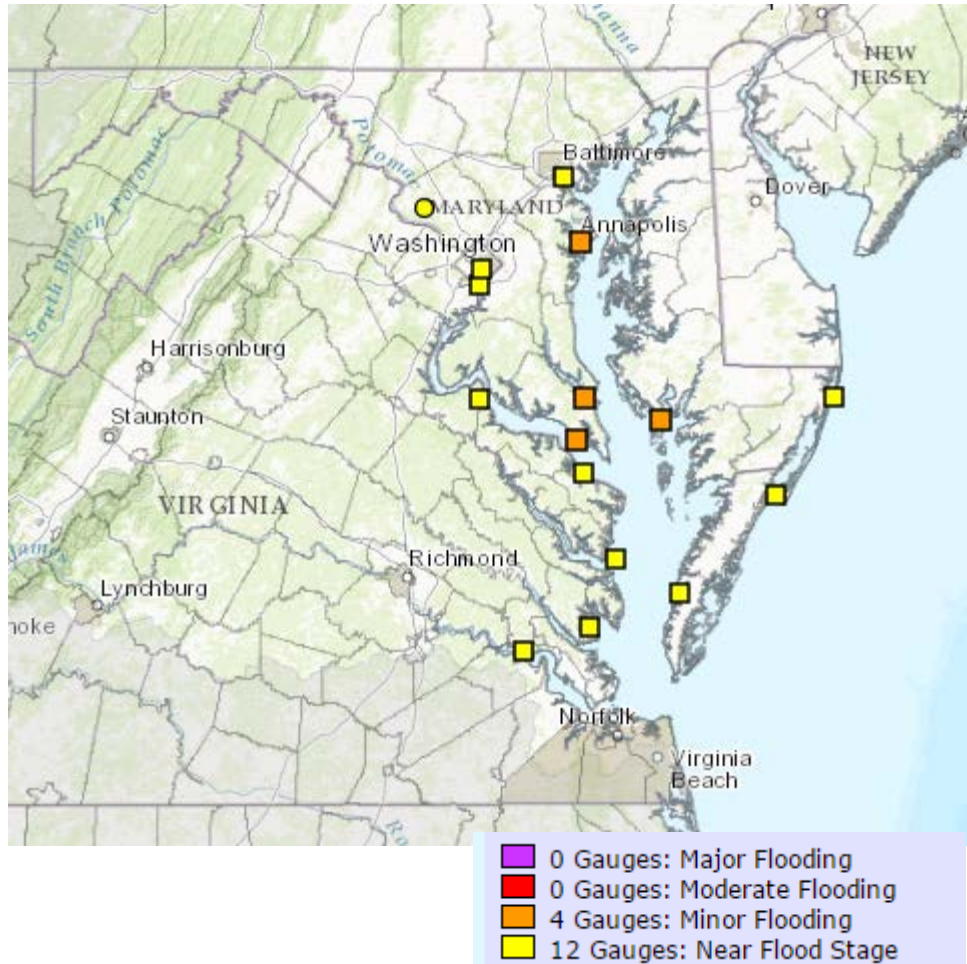 NEW
JERSEY
Potomac
Baltimore
Dover
MARYLAND
Annapolis
Washington
South Branch Potomac
Harrisonburg
Staunton
VIRGINIA
Richmond
James
Lynchburg
Norfolk
Virginia
Beach
0 Gauges: Major Flooding
0 Gauges: Moderate Flooding
4 Gauges: Minor Flooding
12 Gauges: Near Flood Stage